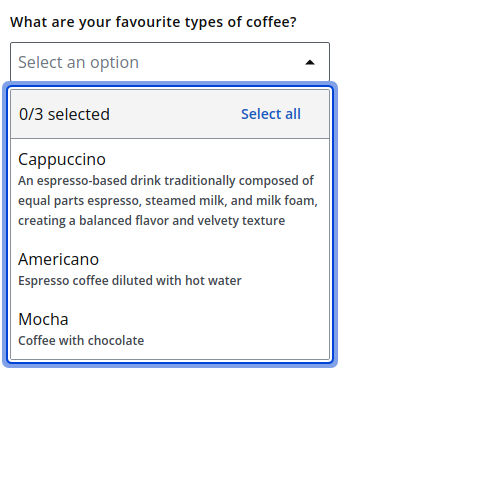 What are your favourite types of coffee?
Select an option
0/3 selected Select all
Cappuccino
An espresso-based drink traditionally composed of
equal parts espresso, steamed milk, and milk foam,
creating a balanced flavor and velvety texture
Americano
Espresso coffee diluted with hot water
Mocha
Coffee with chocolate